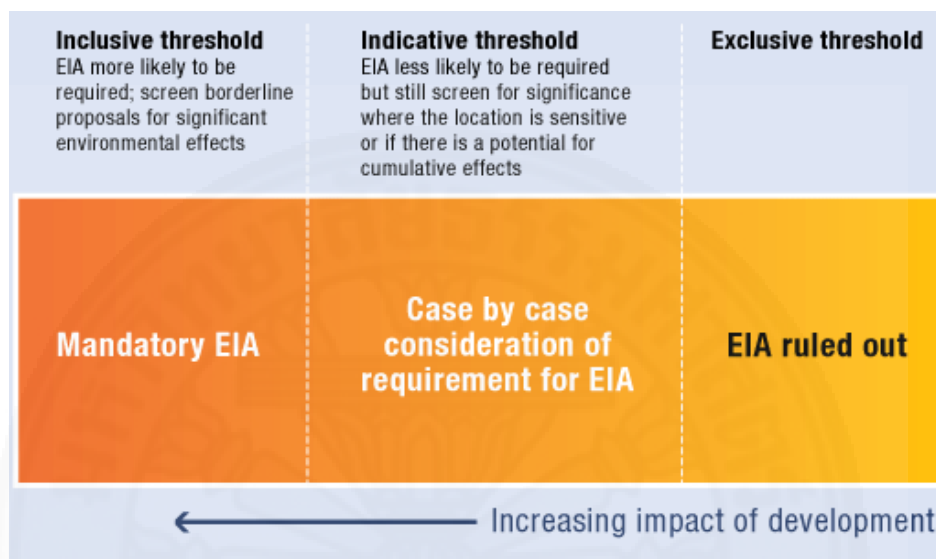 Inclusive threshold
EIA more likely to be
required; screen borderline
proposals for significant
environmental effects
Indicative threshold
EIA less likely to be required
but still screen for significance
where the location is sensitive
or if there is a potential for
cumulative effects
Exclusive threshold
Mandatory EIA
Case by case
consideration of
requirement for EIA
EIA ruled out
Increasing impact of development